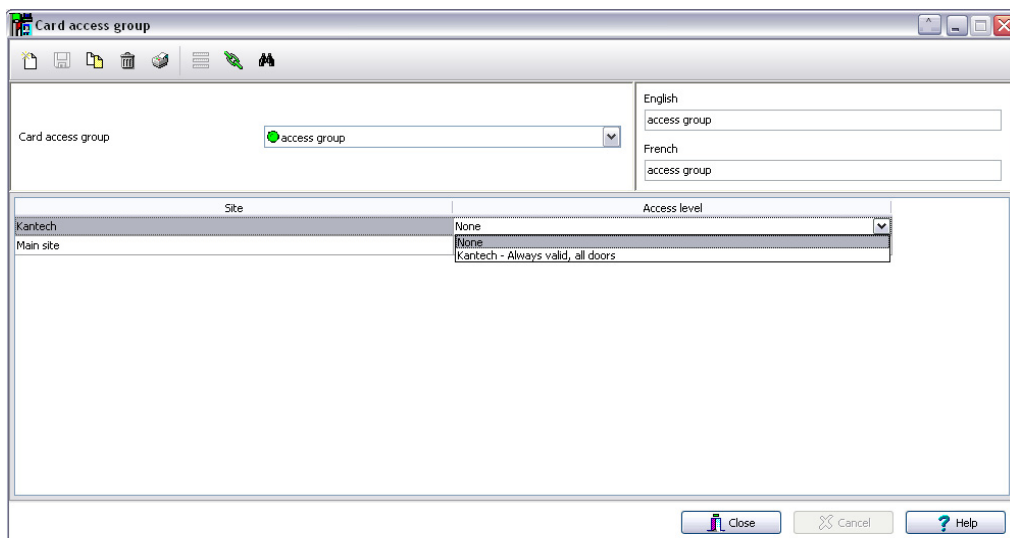 Card access group
English
access group
Card access group
access group
French
access group
Site
Access level
Kantech
None
Main site
None
Kantech - Always valid, all doors
Close
Cancel
? Help